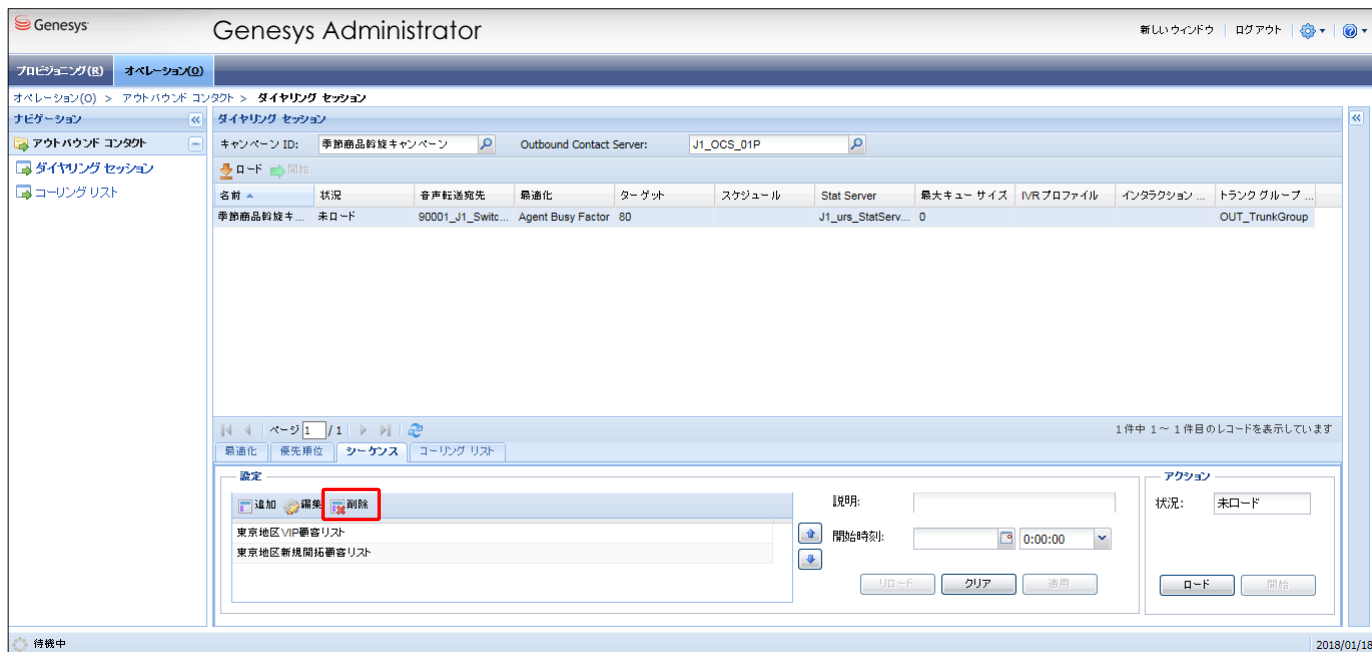 Genesys
Genesys Administrator
新しいウィンドウ ログアウト
プロビジョニング(R) オペレーション(O)
オペレーション(O) > アウトバウンド コンタクト > ダイヤリング セッション
ナビゲーション
アウトバウンド コンタクト
ダイヤリング セッション
コーリング リスト
ダイヤリング セッション
キャンペーン ID: 季節商品斡旋キャンペーン Outbound Contact Server: J1_OCS_01P
ロード 開始
名前 状況 音声転送宛先 最適化 ターゲット スケジュール Stat Server 最大キュー サイズ IVR プロファイル インタラクション ... トランク グループ ...
季節商品斡旋キ... 未ロード 90001_J1_Switc... Agent Busy Factor 80 J1_urs_StatServ... 0 OUT_TrunkGroup
ページ 1 / 1
1件中 1 ～ 1 件目のレコードを表示しています
最適化 優先順位 シーケンス コーリング リスト
設定
追加 編集 削除
東京地区VIP顧客リスト
東京地区新規開拓顧客リスト
説明:
開始時刻: 0:00:00
リロード クリア 適用
アクション
状況: 未ロード
ロード 開始
待機中
2018/01/18